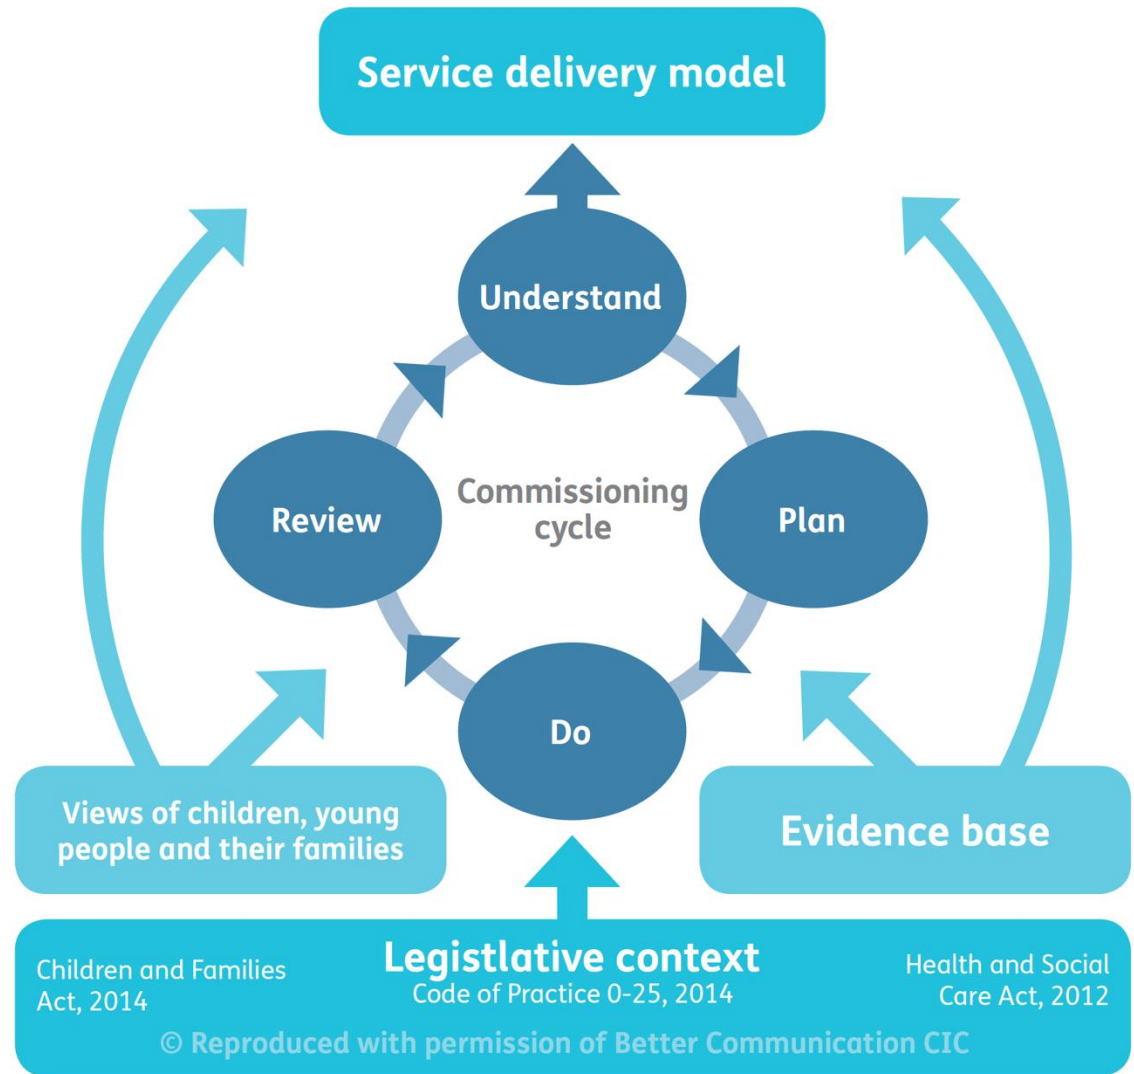 Service delivery model
Understand
Commissioning
cycle
Review
Plan
Do
Views of children, young
people and their families
Evidence base
Legistlative context
Children and Families
Act, 2014
Code of Practice 0-25, 2014
Health and Social
Care Act, 2012
© Reproduced with permission of Better Communication CIC